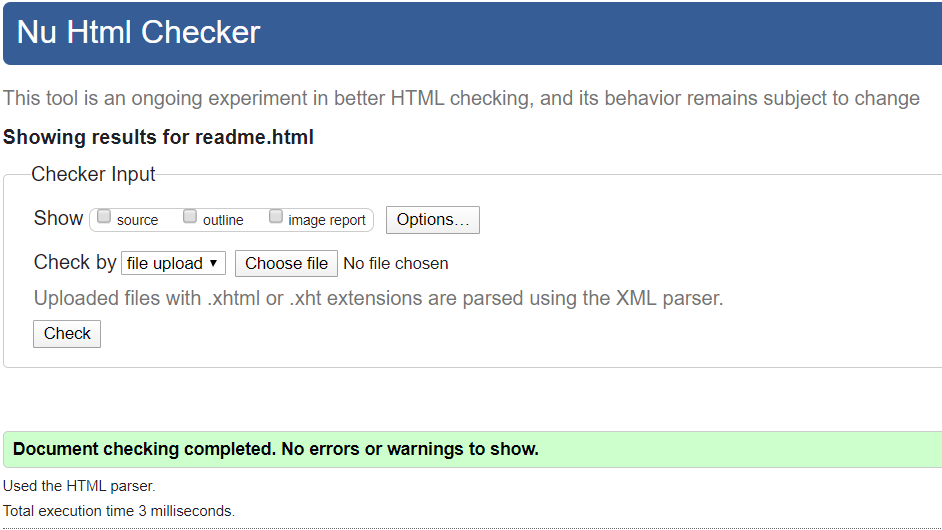 Nu Html Checker
This tool is an ongoing experiment in better HTML checking, and its behavior remains subject to change
Showing results for readme.html
Checker Input
Show source outline image report Options...
Check by file upload Choose file No file chosen
Uploaded files with .xhtml or .xht extensions are parsed using the XML parser.
Check
Document checking completed. No errors or warnings to show.
Used the HTML parser.
Total execution time 3 milliseconds.